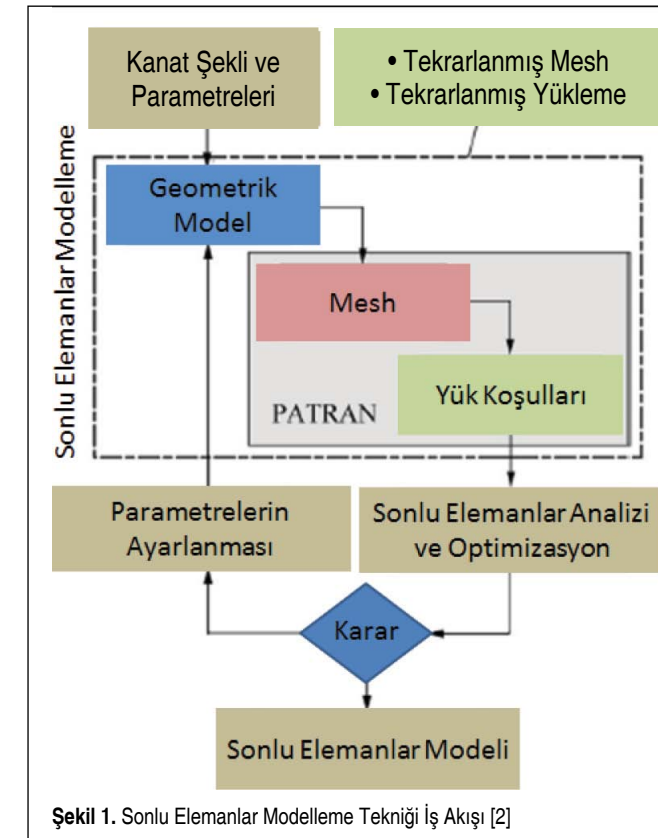 Kanat Şekli ve
Parametreleri
• Tekrarlanmış Mesh
• Tekrarlanmış Yükleme
Sonlu Elemanlar Modelleme
Geometrik
Model
Mesh
Yük Koşulları
PATRAN
Parametrelerin
Ayarlanması
Sonlu Elemanlar Analizi
ve Optimizasyon
Karar
Sonlu Elemanlar Modeli
Şekil 1. Sonlu Elemanlar Modelleme Tekniği İş Akışı [2]